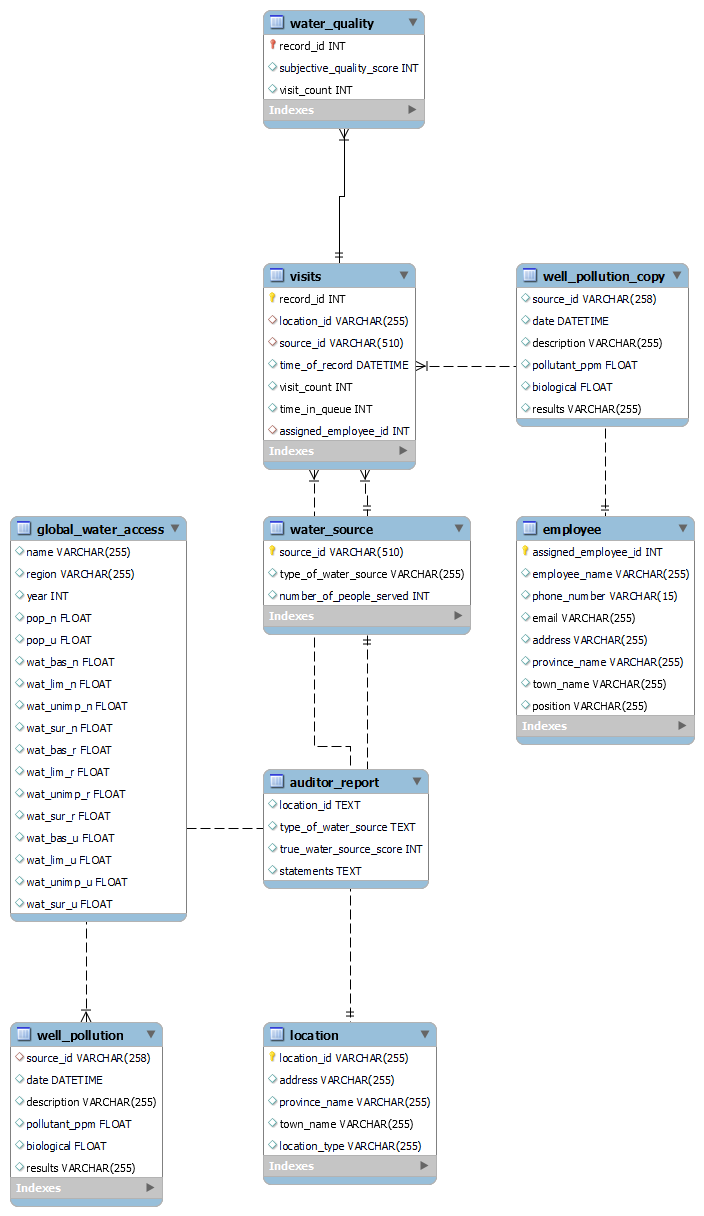 water_quality
record_id INT
subjective_quality_score INT
visit_count INT
Indexes
visits
record_id INT
location_id VARCHAR(255)
source_id VARCHAR(510)
time_of_record DATETIME
visit_count INT
time_in_queue INT
assigned_employee_id INT
Indexes
well_pollution_copy
source_id VARCHAR(258)
date DATETIME
description VARCHAR(255)
pollutant_ppm FLOAT
biological FLOAT
results VARCHAR(255)
global_water_access
name VARCHAR(255)
region VARCHAR(255)
year INT
pop_n FLOAT
pop_u FLOAT
wat_bas_n FLOAT
wat_lim_n FLOAT
wat_unimp_n FLOAT
wat_sur_n FLOAT
wat_bas_r FLOAT
wat_lim_r FLOAT
wat_unimp_r FLOAT
wat_sur_r FLOAT
wat_bas_u FLOAT
wat_lim_u FLOAT
wat_unimp_u FLOAT
wat_sur_u FLOAT
water_source
source_id VARCHAR(510)
type_of_water_source VARCHAR(255)
number_of_people_served INT
Indexes
employee
assigned_employee_id INT
employee_name VARCHAR(255)
phone_number VARCHAR(15)
email VARCHAR(255)
address VARCHAR(255)
province_name VARCHAR(255)
town_name VARCHAR(255)
position VARCHAR(255)
Indexes
auditor_report
location_id TEXT
type_of_water_source TEXT
true_water_source_score INT
statements TEXT
well_pollution
source_id VARCHAR(258)
date DATETIME
description VARCHAR(255)
pollutant_ppm FLOAT
biological FLOAT
results VARCHAR(255)
Indexes
location
location_id VARCHAR(255)
address VARCHAR(255)
province_name VARCHAR(255)
town_name VARCHAR(255)
location_type VARCHAR(255)
Indexes